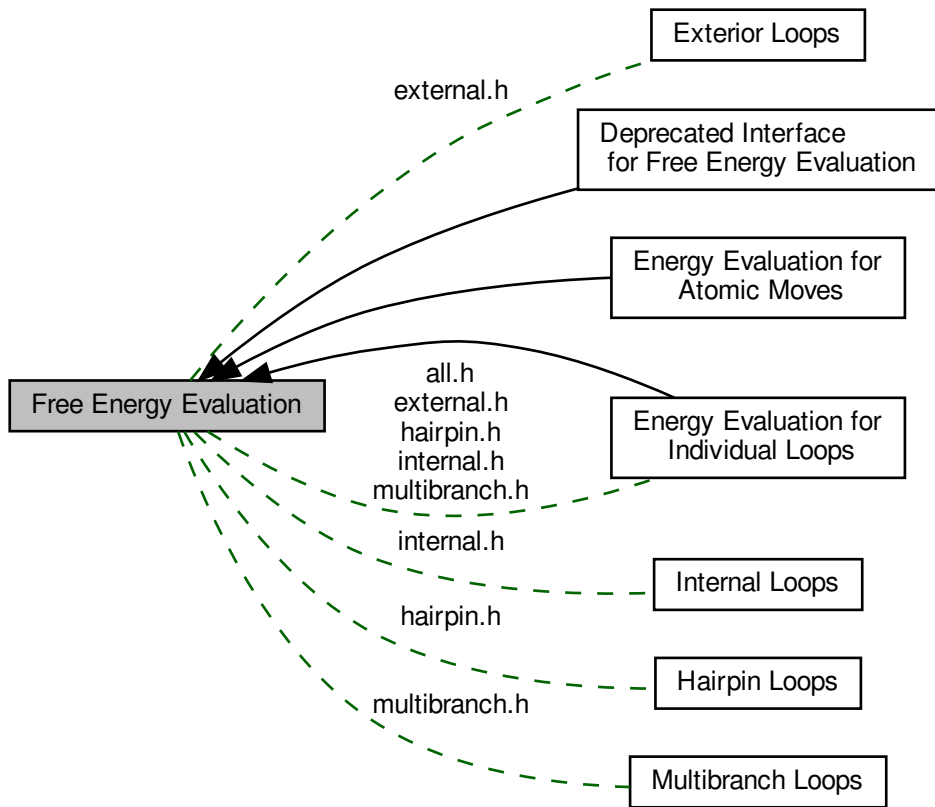 Exterior Loops
external.h
Deprecated Interface
for Free Energy Evaluation
Energy Evaluation for
Atomic Moves
Free Energy Evaluation
all.h
external.h
hairpin.h
internal.h
multibranch.h
Energy Evaluation for
Individual Loops
internal.h
Internal Loops
hairpin.h
Hairpin Loops
multibranch.h
Multibranch Loops